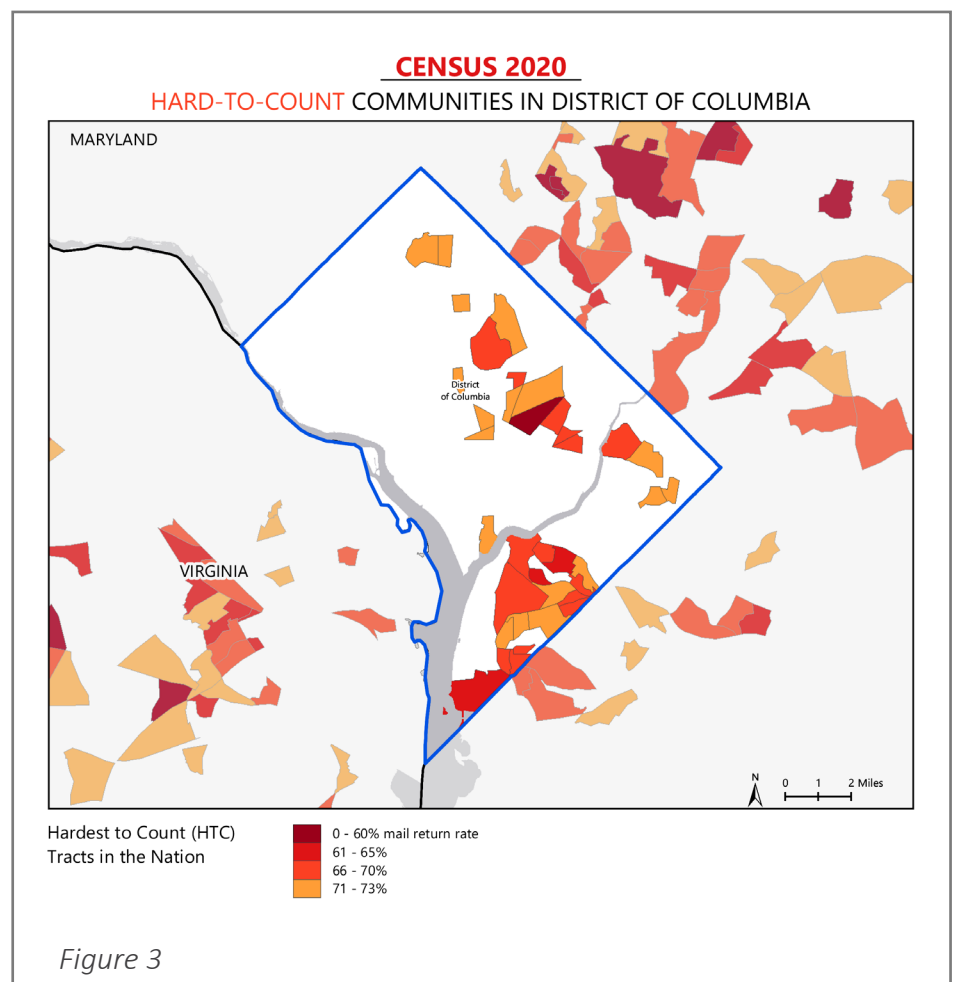 CENSUS 2020
HARD-TO-COUNT COMMUNITIES IN DISTRICT OF COLUMBIA
MARYLAND
District
of Columbia
VIRGINIA
N
0 1 2 Miles
Hardest to Count (HTC)
Tracts in the Nation
0 - 60% mail return rate
61 - 65%
66 - 70%
71 - 73%
Figure 3